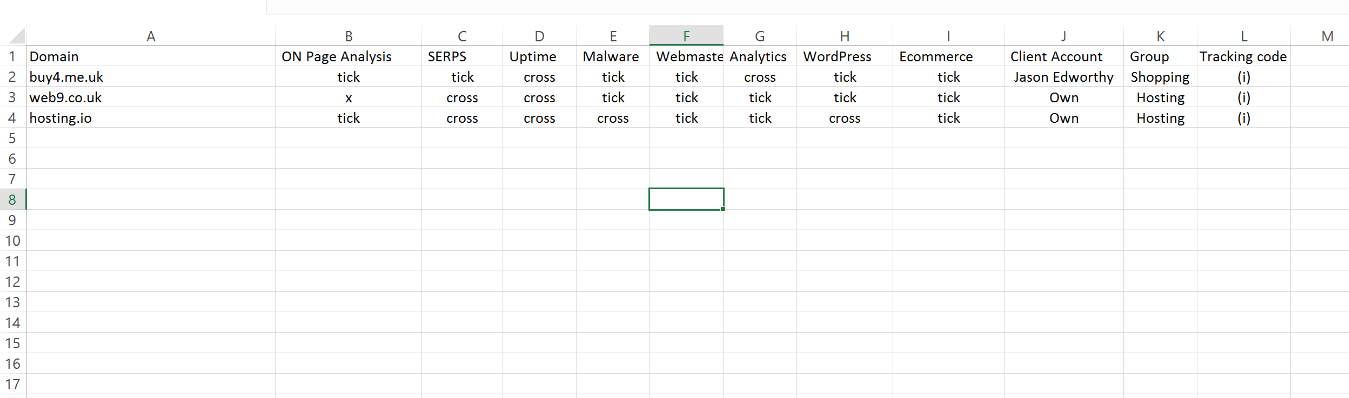 A B C D E F G H I J K L M
1 Domain ON Page Analysis SERPS Uptime Malware Webmaste Analytics WordPress Ecommerce Client Account Group Tracking code
2 buy4.me.uk tick tick cross tick tick cross tick tick Jason Edworthy Shopping (i)
3 web9.co.uk x cross cross tick tick tick tick tick Own Hosting (i)
4 hosting.io tick cross cross cross tick tick cross tick Own Hosting (i)
5
6
7
8
9
10
11
12
13
14
15
16
17